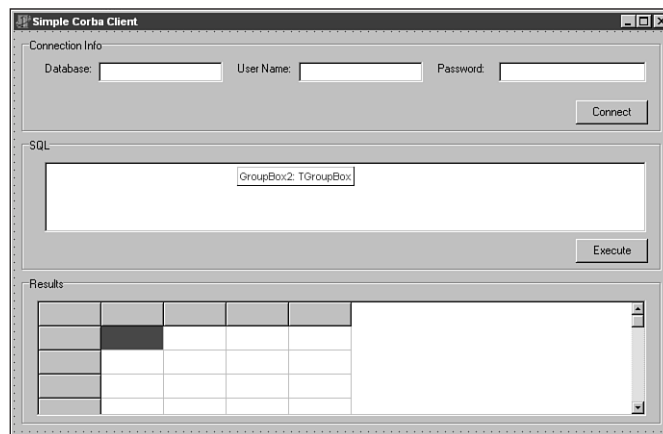 Simple Corba Client
Connection Info
Database:
User Name:
Password:
Connect
SQL
GroupBox2: TGroupBox
Execute
Results